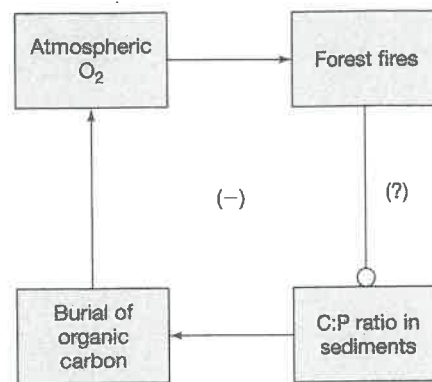 Atmospheric
O₂
Forest fires
(−)
(?)
Burial of
organic
carbon
C:P ratio in
sediments